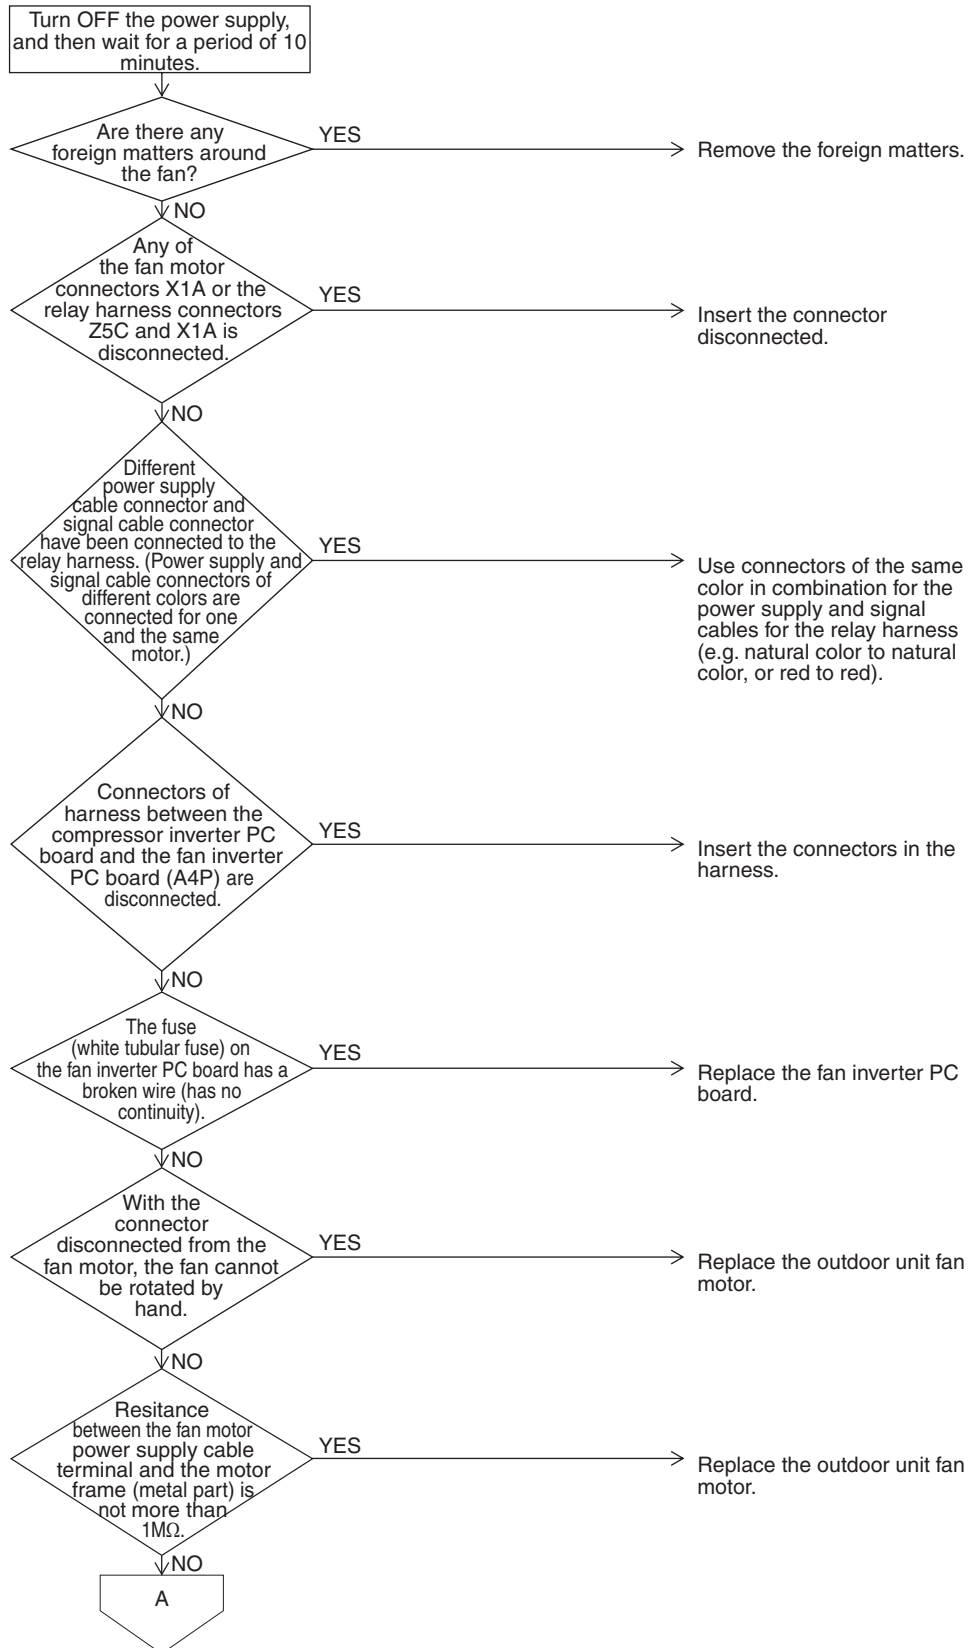 Turn OFF the power supply,
and then wait for a period of 10
minutes.
Are there any
foreign matters around
the fan?
YES
Remove the foreign matters.
NO
Any of
the fan motor
connectors X1A or the
relay harness connectors
Z5C and X1A is
disconnected.
YES
Insert the connector
disconnected.
NO
Different
power supply
cable connector and
signal cable connector
have been connected to the
relay harness. (Power supply and
signal cable connectors of
different colors are
connected for one
and the same
motor.)
YES
Use connectors of the same
color in combination for the
power supply and signal
cables for the relay harness
(e.g. natural color to natural
color, or red to red).
NO
Connectors of
harness between the
compressor inverter PC
board and the fan inverter
PC board (A4P) are
disconnected.
YES
Insert the connectors in the
harness.
NO
The fuse
(white tubular fuse) on
the fan inverter PC board has a
broken wire (has no
continuity).
YES
Replace the fan inverter PC
board.
NO
With the
connector
disconnected from the
fan motor, the fan cannot
be rotated by
hand.
YES
Replace the outdoor unit fan
motor.
NO
Resitance
between the fan motor
power supply cable
terminal and the motor
frame (metal part) is
not more than
1MΩ.
YES
Replace the outdoor unit fan
motor.
NO
A